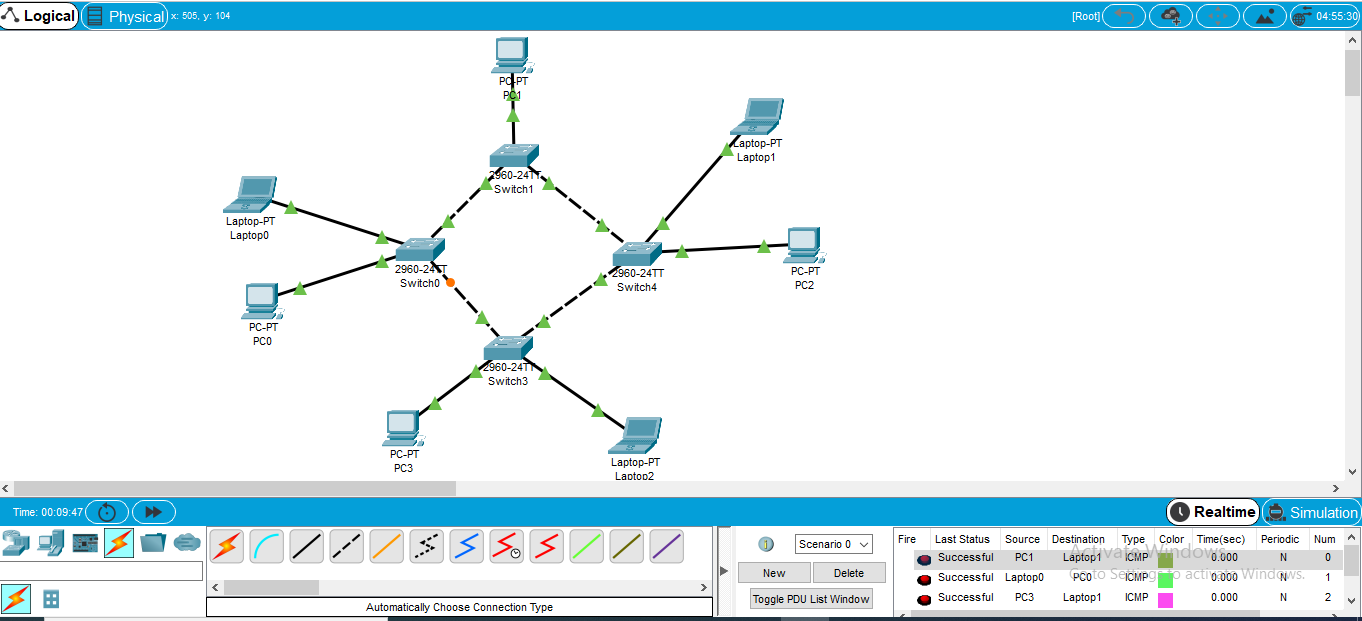 Logical
Physical
x: 505, y: 104
[Root]
04:55:30
PC-PT
PC1
Laptop-PT
Laptop1
2960-24TT
Switch1
Laptop-PT
Laptop0
2960-24TT
Switch0
2960-24TT
Switch4
PC-PT
PC2
PC-PT
PC0
2960-24TT
Switch3
PC-PT
PC3
Laptop-PT
Laptop2
Time: 00:09:47
Realtime
Simulation
Scenario 0
New
Delete
Toggle PDU List Window
Automatically Choose Connection Type
Fire Last Status Source Destination Type Color Time(sec) Periodic Num
Successful PC1 Laptop1 ICMP 0.000 N 0
Successful Laptop0 PC0 ICMP 0.000 N 1
Successful PC3 Laptop1 ICMP 0.000 N 2
Activate Windows
Go to Settings to activate Windows.